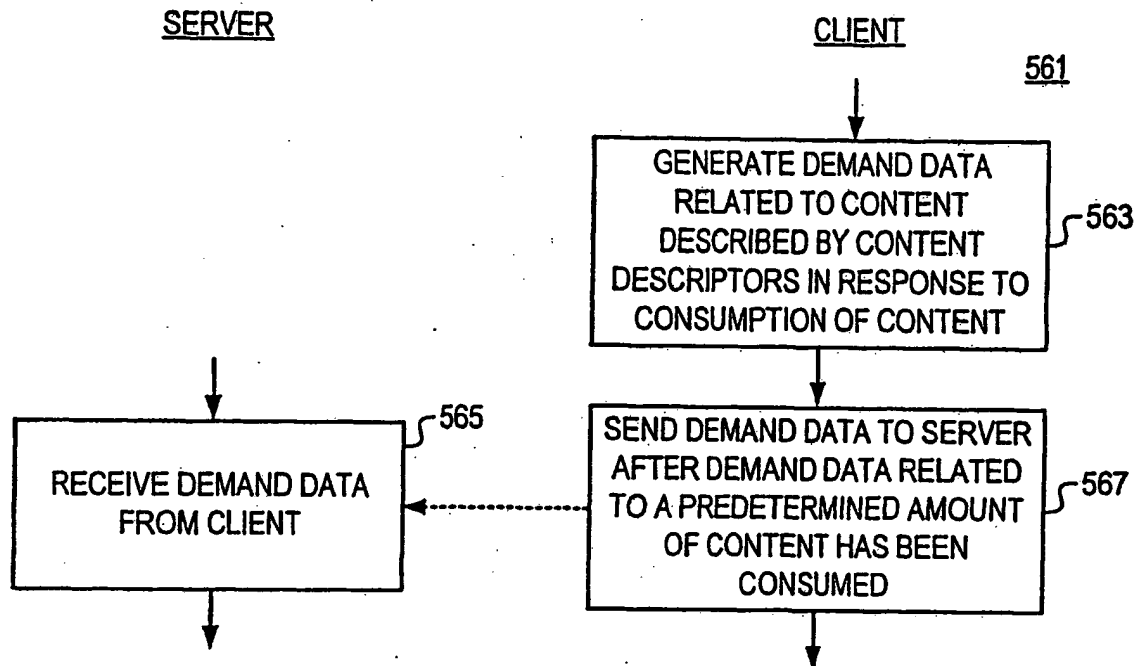 SERVER
CLIENT
561
GENERATE DEMAND DATA
RELATED TO CONTENT
DESCRIBED BY CONTENT
DESCRIPTORS IN RESPONSE TO
CONSUMPTION OF CONTENT
563
565
RECEIVE DEMAND DATA
FROM CLIENT
SEND DEMAND DATA TO SERVER
AFTER DEMAND DATA RELATED
TO A PREDETERMINED AMOUNT
OF CONTENT HAS BEEN
CONSUMED
567